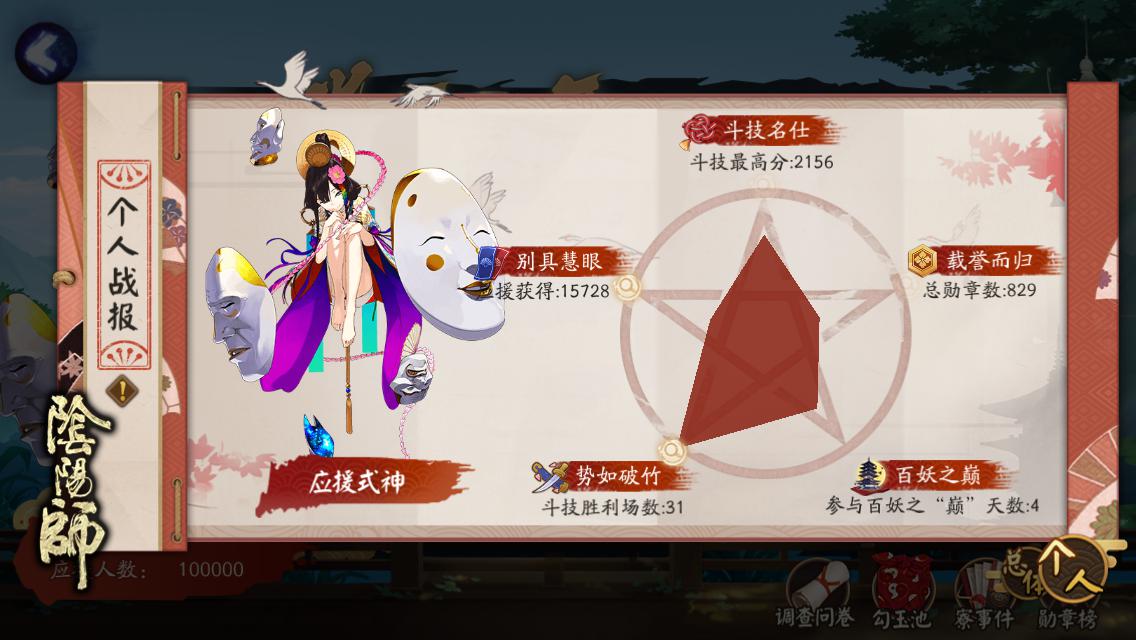 个人战报
陰陽師
斗技名仕
斗技最高分:2156
别具慧眼
援获得:15728
载誉而归
总勋章数:829
势如破竹
斗技胜利场数:31
百妖之巅
参与百妖之“巅”天数:4
应援式神
应 人数: 100000
调查问卷
勾玉池
寮事件
勋章榜
总体
个人